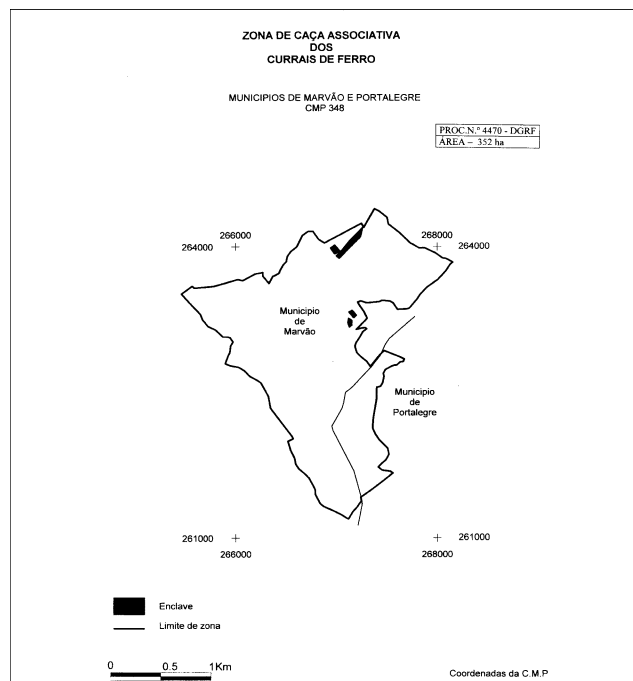 ZONA DE CAÇA ASSOCIATIVA
DOS
CURRAIS DE FERRO
MUNICIPIOS DE MARVÃO E PORTALEGRE
CMP 348
PROC.N.º 4470 - DGRF
ÁREA – 352 ha
266000
268000
264000
264000
Municipio
de
Marvão
Municipio
de
Portalegre
261000
261000
266000
268000
Enclave
Limite de zona
0 0.5 1Km
Coordenadas da C.M.P